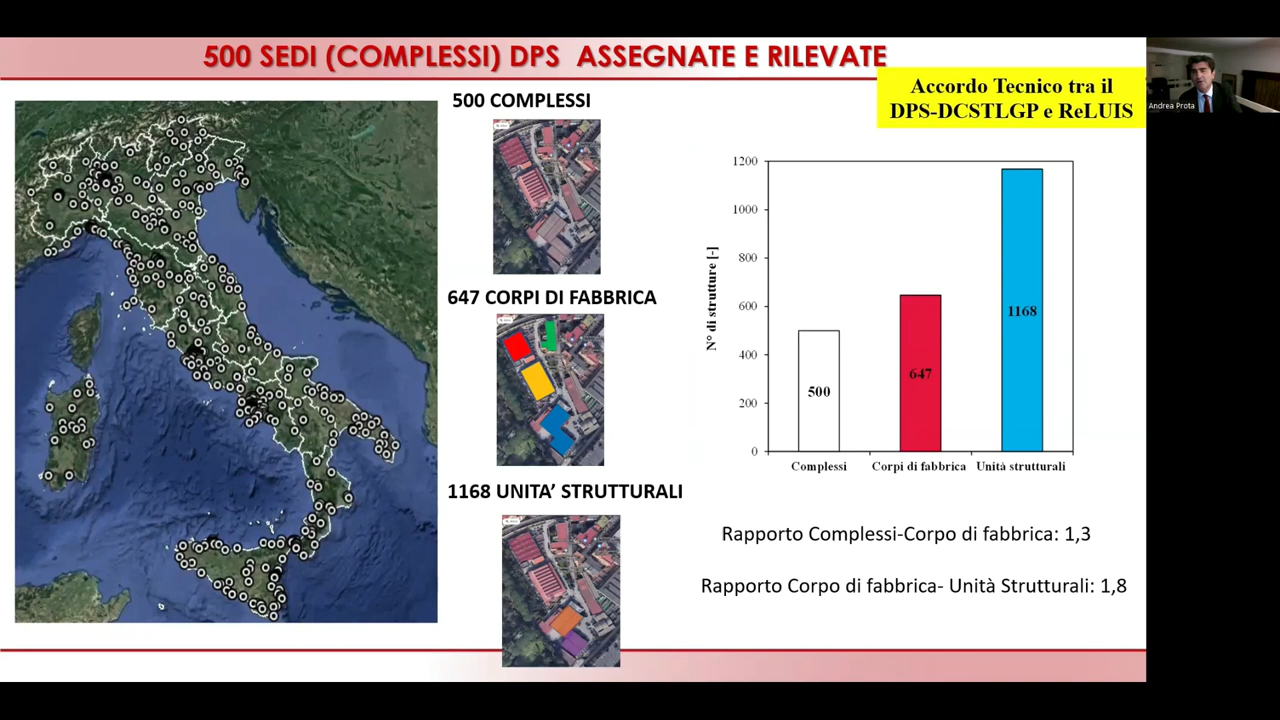 500 SEDI (COMPLESSI) DPS ASSEGNATE E RILEVATE
Accordo Tecnico tra il
DPS-DCSTLGP e ReLUIS
Andrea Prota
500 COMPLESSI
647 CORPI DI FABBRICA
1168 UNITA’ STRUTTURALI
N° di strutture [-]
1200
1000
800
600
400
200
0
500
647
1168
Complessi
Corpi di fabbrica
Unità strutturali
Rapporto Complessi-Corpo di fabbrica: 1,3
Rapporto Corpo di fabbrica- Unità Strutturali: 1,8